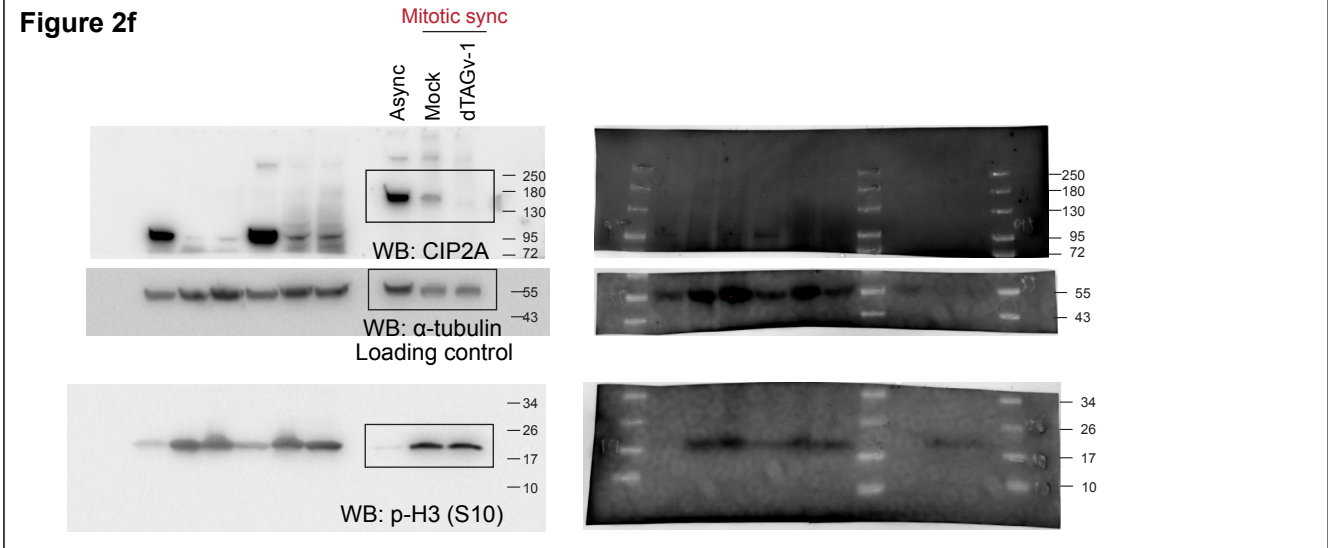 Figure 2f
Mitotic sync
Async
Mock
dTAGv-1
250
180
130
95
72
WB: CIP2A
250
180
130
95
72
55
43
WB: α-tubulin
Loading control
55
43
34
26
17
10
WB: p-H3 (S10)
34
26
17
10